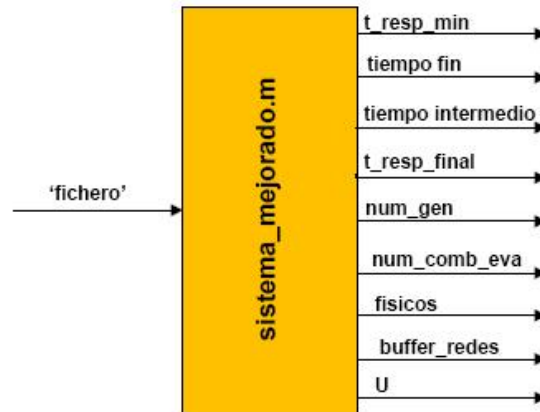 t_resp_min
tiempo fin
tiempo intermedio
t_resp_final
'fichero'
num_gen
num_comb_eva
fisicos
buffer_redes
U
sistema_mejorado.m